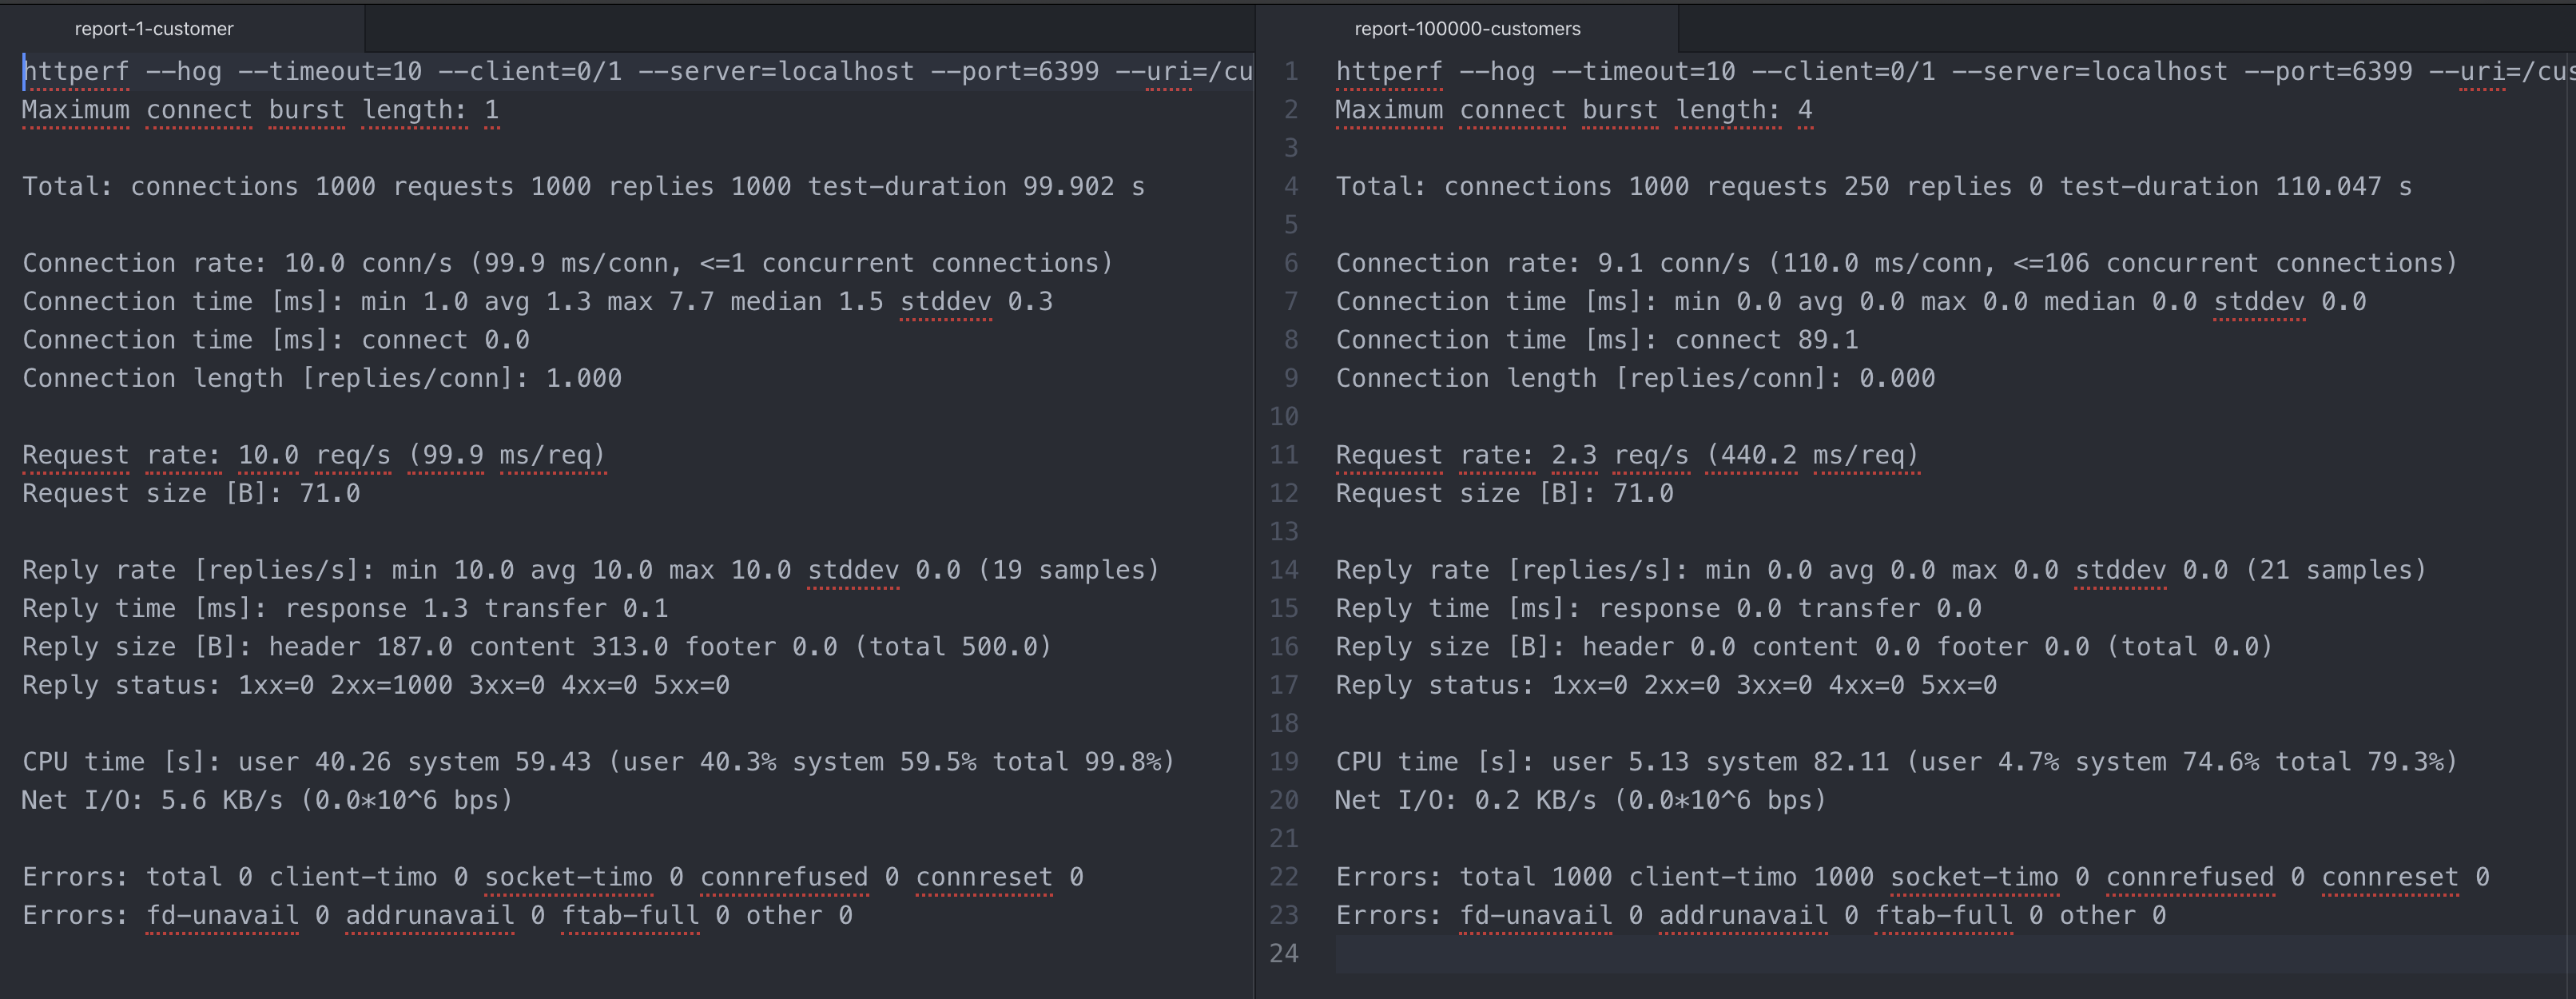 report-1-customer
httperf --hog --timeout=10 --client=0/1 --server=localhost --port=6399 --uri=/cu
Maximum connect burst length: 1
Total: connections 1000 requests 1000 replies 1000 test-duration 99.902 s
Connection rate: 10.0 conn/s (99.9 ms/conn, <=1 concurrent connections)
Connection time [ms]: min 1.0 avg 1.3 max 7.7 median 1.5 stddev 0.3
Connection time [ms]: connect 0.0
Connection length [replies/conn]: 1.000
Request rate: 10.0 req/s (99.9 ms/req)
Request size [B]: 71.0
Reply rate [replies/s]: min 10.0 avg 10.0 max 10.0 stddev 0.0 (19 samples)
Reply time [ms]: response 1.3 transfer 0.1
Reply size [B]: header 187.0 content 313.0 footer 0.0 (total 500.0)
Reply status: 1xx=0 2xx=1000 3xx=0 4xx=0 5xx=0
CPU time [s]: user 40.26 system 59.43 (user 40.3% system 59.5% total 99.8%)
Net I/O: 5.6 KB/s (0.0*10^6 bps)
Errors: total 0 client-timo 0 socket-timo 0 connrefused 0 connreset 0
Errors: fd-unavail 0 addrunavail 0 ftab-full 0 other 0
report-100000-customers
1 httperf --hog --timeout=10 --client=0/1 --server=localhost --port=6399 --uri=/cus
2 Maximum connect burst length: 4
3
4 Total: connections 1000 requests 250 replies 0 test-duration 110.047 s
5
6 Connection rate: 9.1 conn/s (110.0 ms/conn, <=106 concurrent connections)
7 Connection time [ms]: min 0.0 avg 0.0 max 0.0 median 0.0 stddev 0.0
8 Connection time [ms]: connect 89.1
9 Connection length [replies/conn]: 0.000
10
11 Request rate: 2.3 req/s (440.2 ms/req)
12 Request size [B]: 71.0
13
14 Reply rate [replies/s]: min 0.0 avg 0.0 max 0.0 stddev 0.0 (21 samples)
15 Reply time [ms]: response 0.0 transfer 0.0
16 Reply size [B]: header 0.0 content 0.0 footer 0.0 (total 0.0)
17 Reply status: 1xx=0 2xx=0 3xx=0 4xx=0 5xx=0
18
19 CPU time [s]: user 5.13 system 82.11 (user 4.7% system 74.6% total 79.3%)
20 Net I/O: 0.2 KB/s (0.0*10^6 bps)
21
22 Errors: total 1000 client-timo 1000 socket-timo 0 connrefused 0 connreset 0
23 Errors: fd-unavail 0 addrunavail 0 ftab-full 0 other 0
24